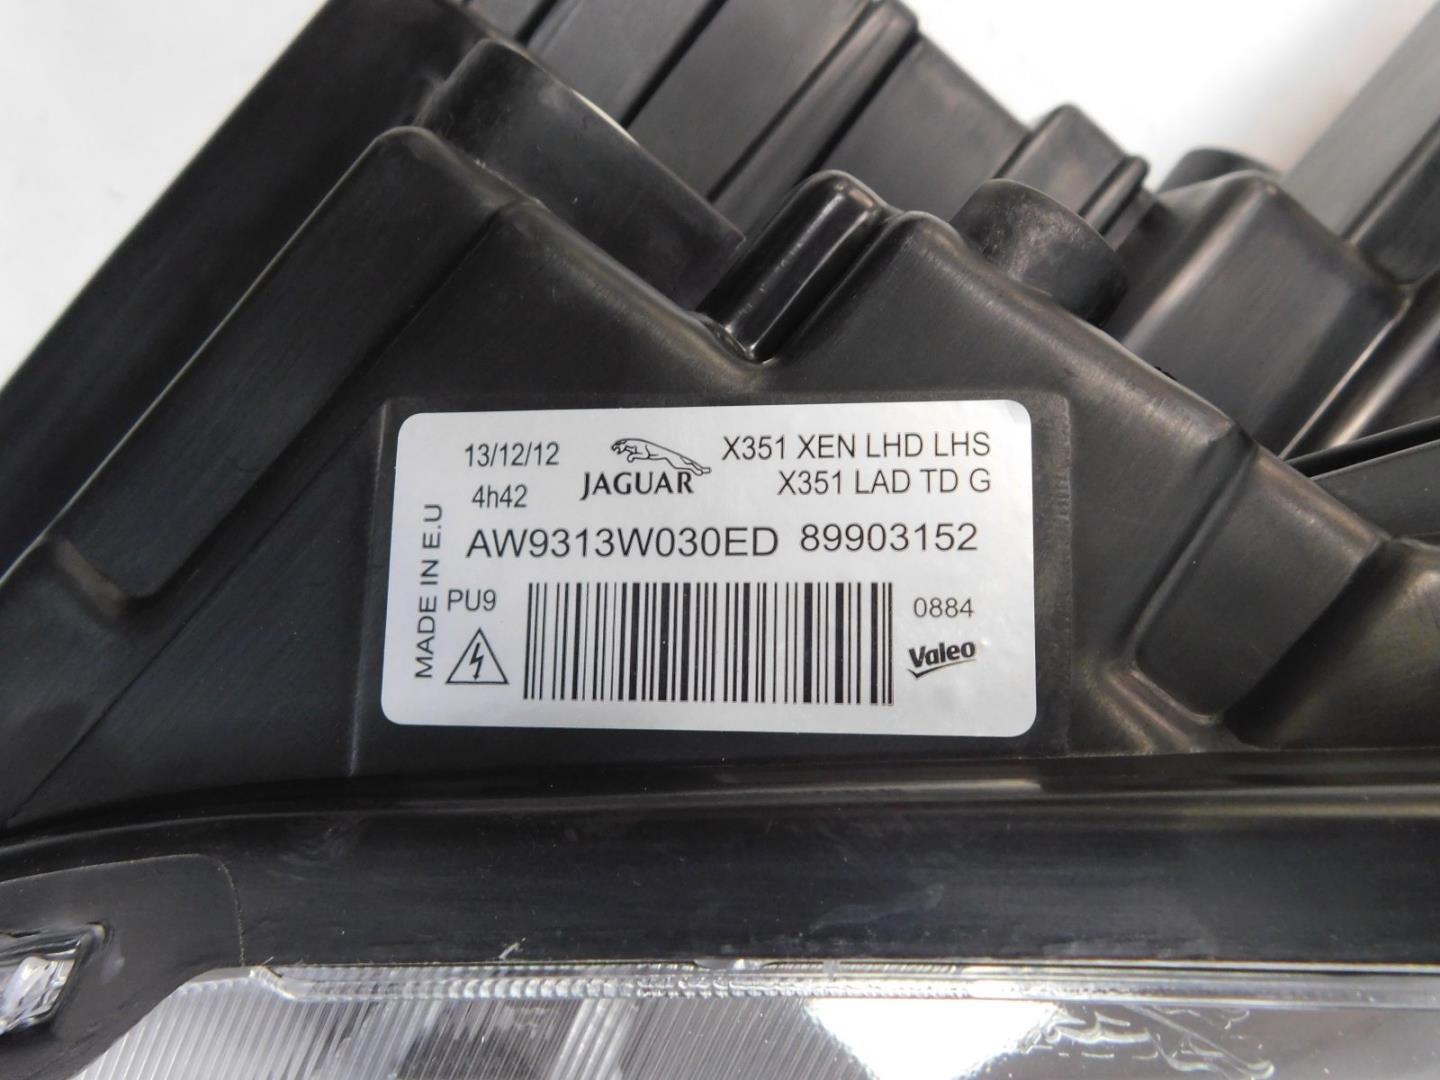 13/12/12
4h42
JAGUAR
X351 XEN LHD LHS
X351 LAD TD G
AW9313W030ED 89903152
MADE IN E.U
PU9
0884
Valeo